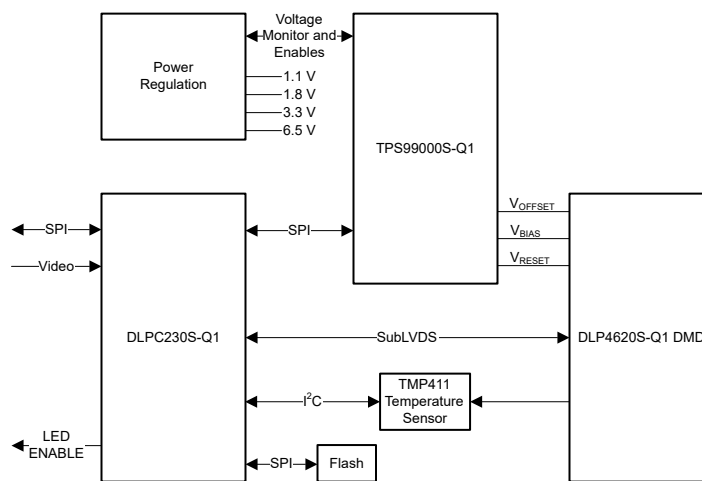 Voltage
Monitor and
Enables
Power
Regulation
1.1 V
1.8 V
3.3 V
6.5 V
TPS99000S-Q1
SPI
Video
SPI
VOFFSET
VBIAS
VRESET
DLPC230S-Q1
SubLVDS
DLP4620S-Q1 DMD
I2C
TMP411
Temperature
Sensor
LED
ENABLE
SPI
Flash